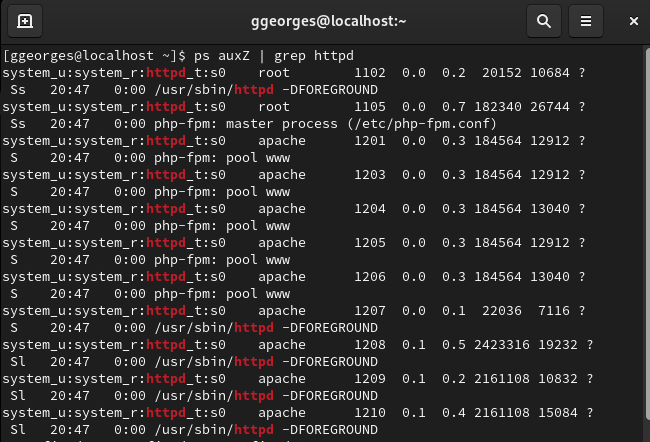 ggeorges@localhost:~
[ggeorges@localhost ~]$ ps auxZ | grep httpd
system_u:system_r:httpd_t:s0    root        1102  0.0  0.2  20152 10684 ?
 Ss   20:47   0:00 /usr/sbin/httpd -DFOREGROUND
system_u:system_r:httpd_t:s0    root        1105  0.0  0.7 182340 26744 ?
 Ss   20:47   0:00 php-fpm: master process (/etc/php-fpm.conf)
system_u:system_r:httpd_t:s0    apache      1201  0.0  0.3 184564 12912 ?
 S    20:47   0:00 php-fpm: pool www
system_u:system_r:httpd_t:s0    apache      1203  0.0  0.3 184564 12912 ?
 S    20:47   0:00 php-fpm: pool www
system_u:system_r:httpd_t:s0    apache      1204  0.0  0.3 184564 13040 ?
 S    20:47   0:00 php-fpm: pool www
system_u:system_r:httpd_t:s0    apache      1205  0.0  0.3 184564 12912 ?
 S    20:47   0:00 php-fpm: pool www
system_u:system_r:httpd_t:s0    apache      1206  0.0  0.3 184564 13040 ?
 S    20:47   0:00 php-fpm: pool www
system_u:system_r:httpd_t:s0    apache      1207  0.0  0.1  22036  7116 ?
 S    20:47   0:00 /usr/sbin/httpd -DFOREGROUND
system_u:system_r:httpd_t:s0    apache      1208  0.1  0.5 2423316 19232 ?
 Sl   20:47   0:00 /usr/sbin/httpd -DFOREGROUND
system_u:system_r:httpd_t:s0    apache      1209  0.1  0.2 2161108 10832 ?
 Sl   20:47   0:00 /usr/sbin/httpd -DFOREGROUND
system_u:system_r:httpd_t:s0    apache      1210  0.1  0.4 2161108 15084 ?
 Sl   20:47   0:00 /usr/sbin/httpd -DFOREGROUND